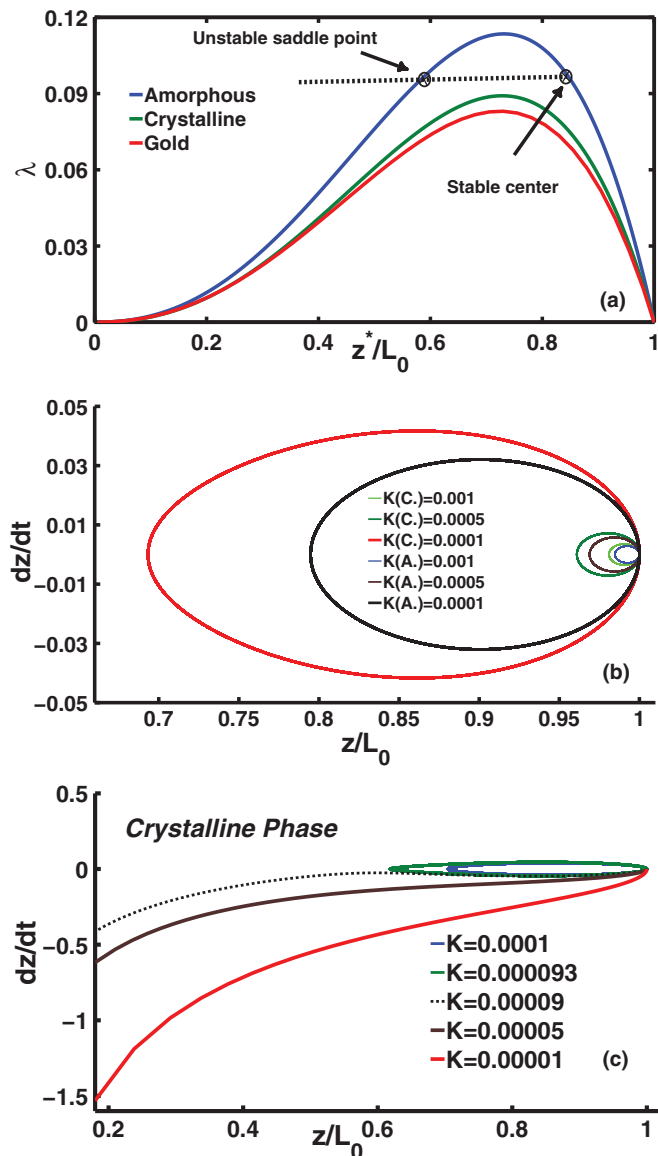 Unstable saddle point
Amorphous
Crystalline
Gold
Stable center
(a)
0.12
0.09
0.06
0.03
0
λ
0 0.2 0.4 0.6 0.8 1
z*/L0
0.05
0.03
0.01
−0.01
−0.03
−0.05
dz/dt
K(C.)=0.001
K(C.)=0.0005
K(C.)=0.0001
K(A.)=0.001
K(A.)=0.0005
K(A.)=0.0001
(b)
0.7 0.75 0.8 0.85 0.9 0.95 1
z/L0
Crystalline Phase
0.5
0
−0.5
−1
−1.5
dz/dt
K=0.0001
K=0.000093
K=0.00009
K=0.00005
K=0.00001
(c)
0.2 0.4 0.6 0.8 1
z/L0